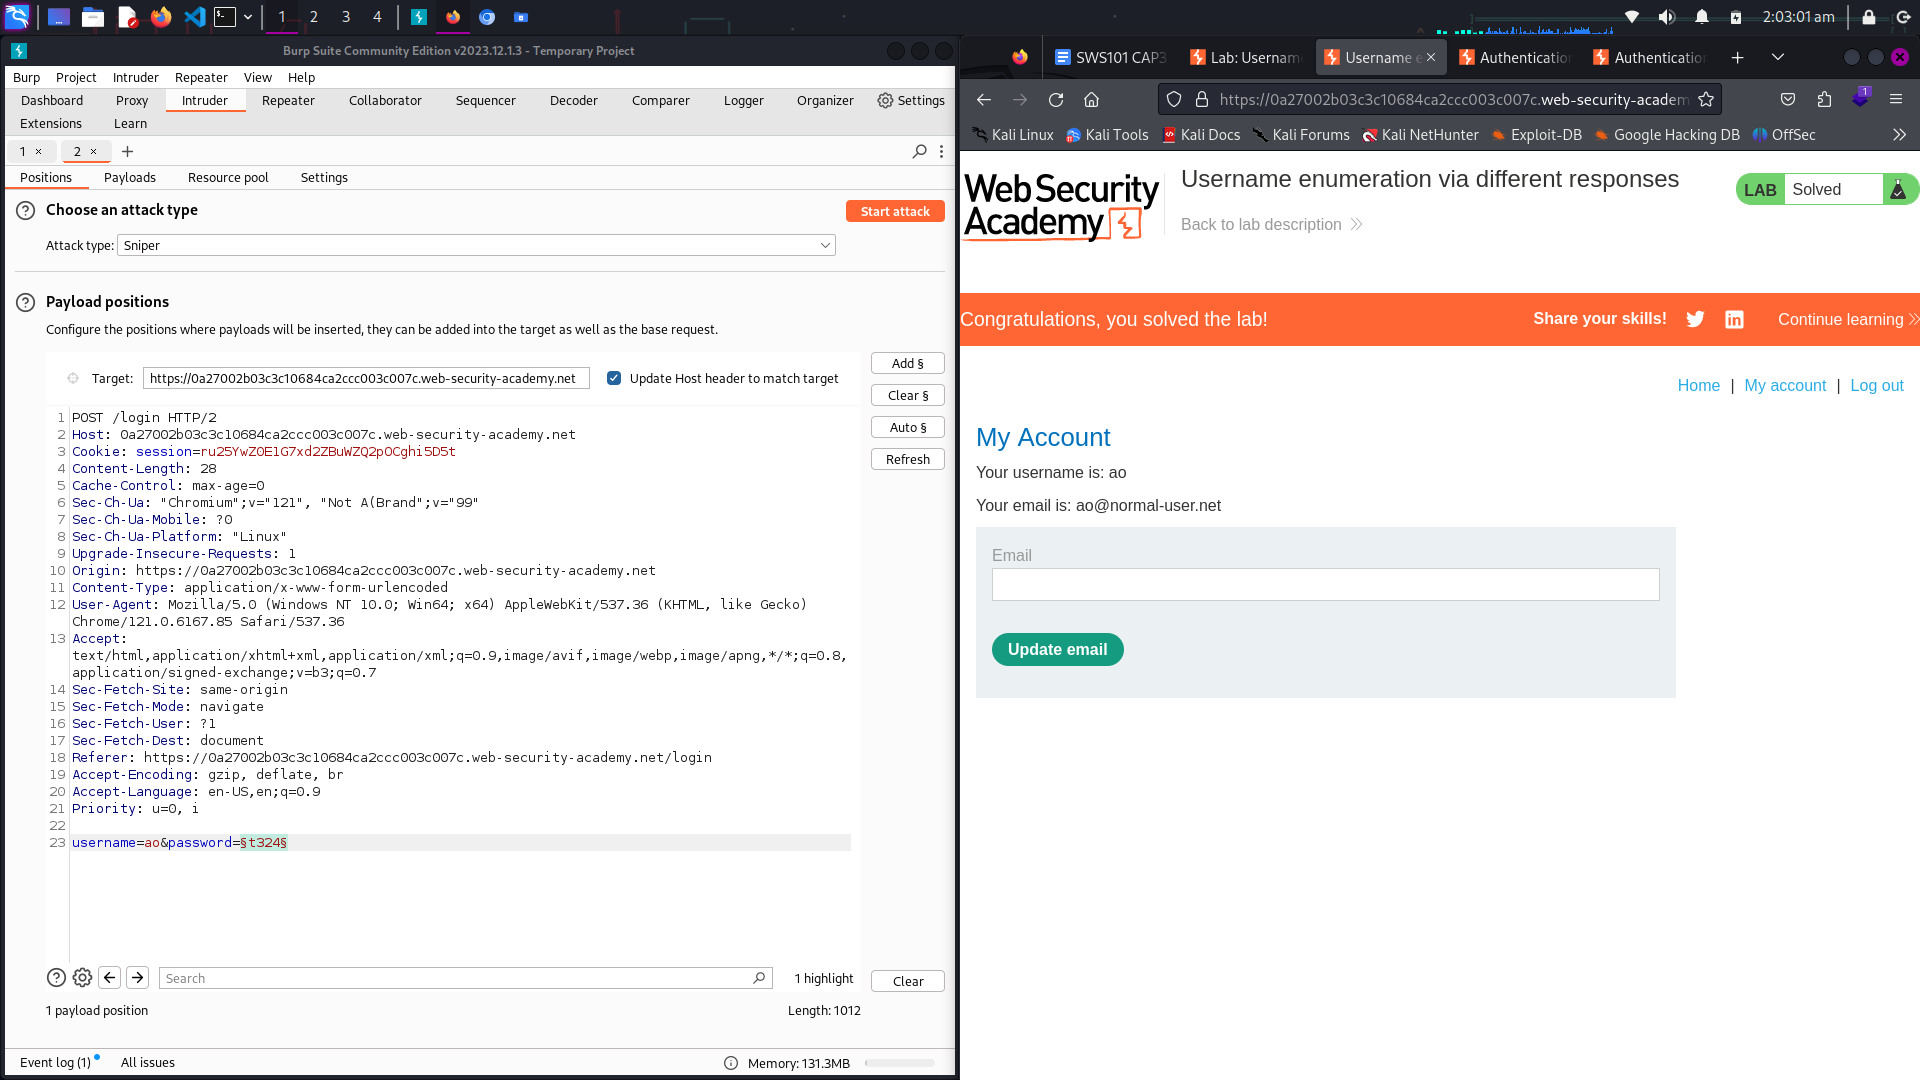 1 2 3 4
2:03:01 am
Burp Suite Community Edition v2023.12.1.3 - Temporary Project
Burp Project Intruder Repeater View Help
Dashboard Proxy Intruder Repeater Collaborator Sequencer Decoder Comparer Logger Organizer Settings
Extensions Learn
1 × 2 × +
Positions Payloads Resource pool Settings
Choose an attack type
Start attack
Attack type: Sniper
Payload positions
Configure the positions where payloads will be inserted, they can be added into the target as well as the base request.
Target: https://0a27002b03c3c10684ca2ccc003c007c.web-security-academy.net
Update Host header to match target
Add §
Clear §
Auto §
Refresh
1 POST /login HTTP/2
2 Host: 0a27002b03c3c10684ca2ccc003c007c.web-security-academy.net
3 Cookie: session=ru25YwZ0ElG7xd2ZBuWZQ2pOCghi5D5t
4 Content-Length: 28
5 Cache-Control: max-age=0
6 Sec-Ch-Ua: "Chromium";v="121", "Not A(Brand";v="99"
7 Sec-Ch-Ua-Mobile: ?0
8 Sec-Ch-Ua-Platform: "Linux"
9 Upgrade-Insecure-Requests: 1
10 Origin: https://0a27002b03c3c10684ca2ccc003c007c.web-security-academy.net
11 Content-Type: application/x-www-form-urlencoded
12 User-Agent: Mozilla/5.0 (Windows NT 10.0; Win64; x64) AppleWebKit/537.36 (KHTML, like Gecko)
Chrome/121.0.6167.85 Safari/537.36
13 Accept:
text/html,application/xhtml+xml,application/xml;q=0.9,image/avif,image/webp,image/apng,*/*;q=0.8,
application/signed-exchange;v=b3;q=0.7
14 Sec-Fetch-Site: same-origin
15 Sec-Fetch-Mode: navigate
16 Sec-Fetch-User: ?1
17 Sec-Fetch-Dest: document
18 Referer: https://0a27002b03c3c10684ca2ccc003c007c.web-security-academy.net/login
19 Accept-Encoding: gzip, deflate, br
20 Accept-Language: en-US,en;q=0.9
21 Priority: u=0, i
22
23 username=ao&password=§t324§
Search
1 highlight
Clear
1 payload position
Length: 1012
Event log (1) All issues
Memory: 131.3MB
SWS101 CAP3 Lab: Usernam Username e × Authenticatio Authenticatio +
https://0a27002b03c3c10684ca2ccc003c007c.web-security-academ
1
Kali Linux Kali Tools Kali Docs Kali Forums Kali NetHunter Exploit-DB Google Hacking DB OffSec
Web Security
Academy
Username enumeration via different responses
Back to lab description
LAB Solved
Congratulations, you solved the lab!
Share your skills!
Continue learning
Home | My account | Log out
My Account
Your username is: ao
Your email is: ao@normal-user.net
Email
Update email